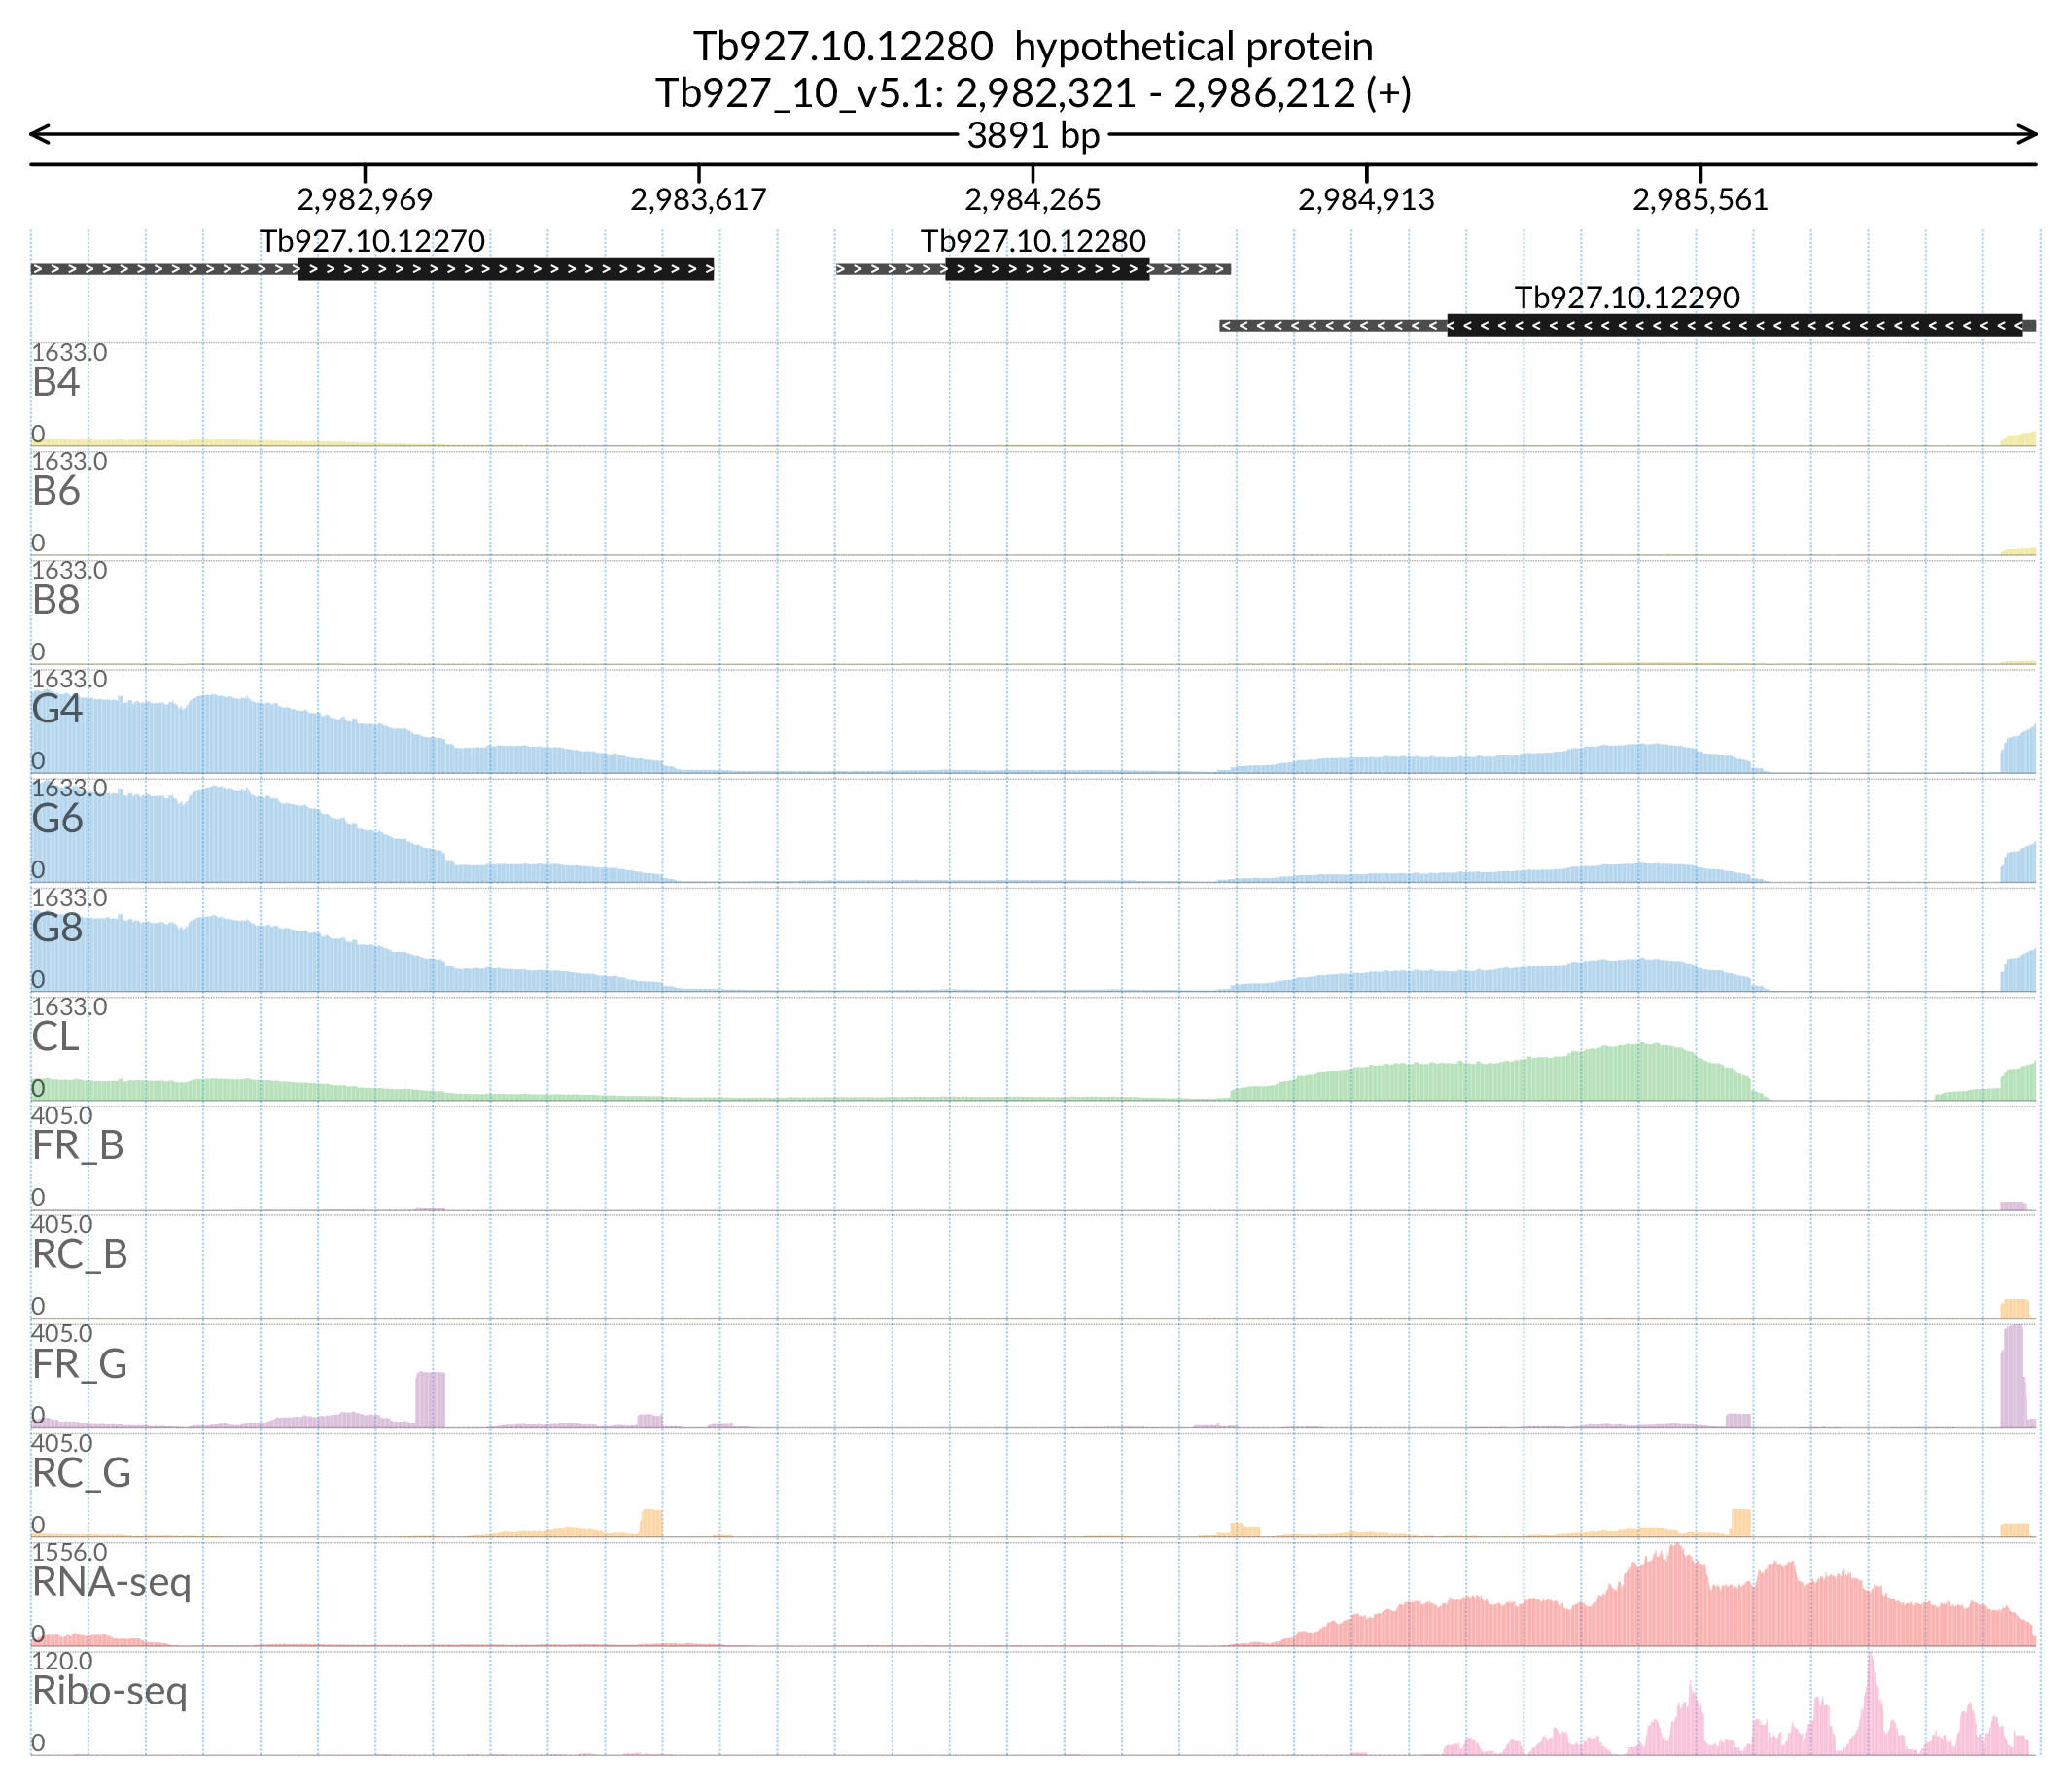 Tb927.10.12280  hypothetical protein
Tb927_10_v5.1: 2,982,321 - 2,986,212 (+)
3891 bp
2,982,969 2,983,617 2,984,265 2,984,913 2,985,561
Tb927.10.12270 Tb927.10.12280
Tb927.10.12290
1633.0
B4
0
1633.0
B6
0
1633.0
B8
0
1633.0
G4
0
1633.0
G6
0
1633.0
G8
0
1633.0
CL
0
405.0
FR_B
0
405.0
RC_B
0
405.0
FR_G
0
405.0
RC_G
0
1556.0
RNA-seq
0
120.0
Ribo-seq
0